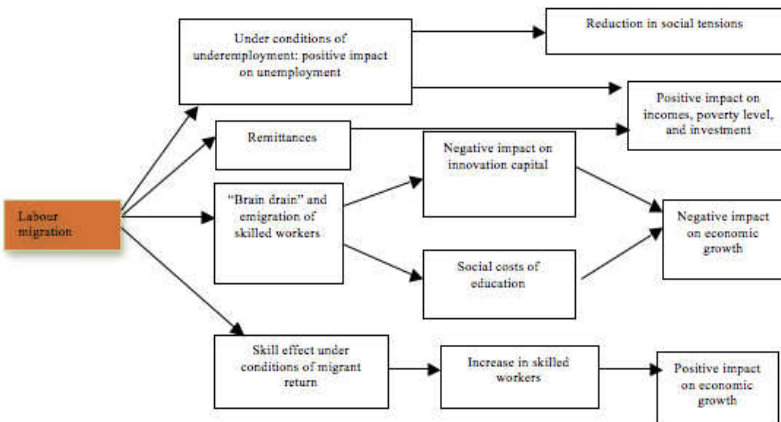 Under conditions of
underemployment: positive impact
on unemployment
Reduction in social tensions
Positive impact on
incomes, poverty level,
and investment
Remittances
Negative impact on
innovation capital
Labour
migration
"Brain drain" and
emigration of
skilled workers
Negative impact
on economic
growth
Social costs of
education
Skill effect under
conditions of migrant
return
Increase in skilled
workers
Positive impact
on economic
growth